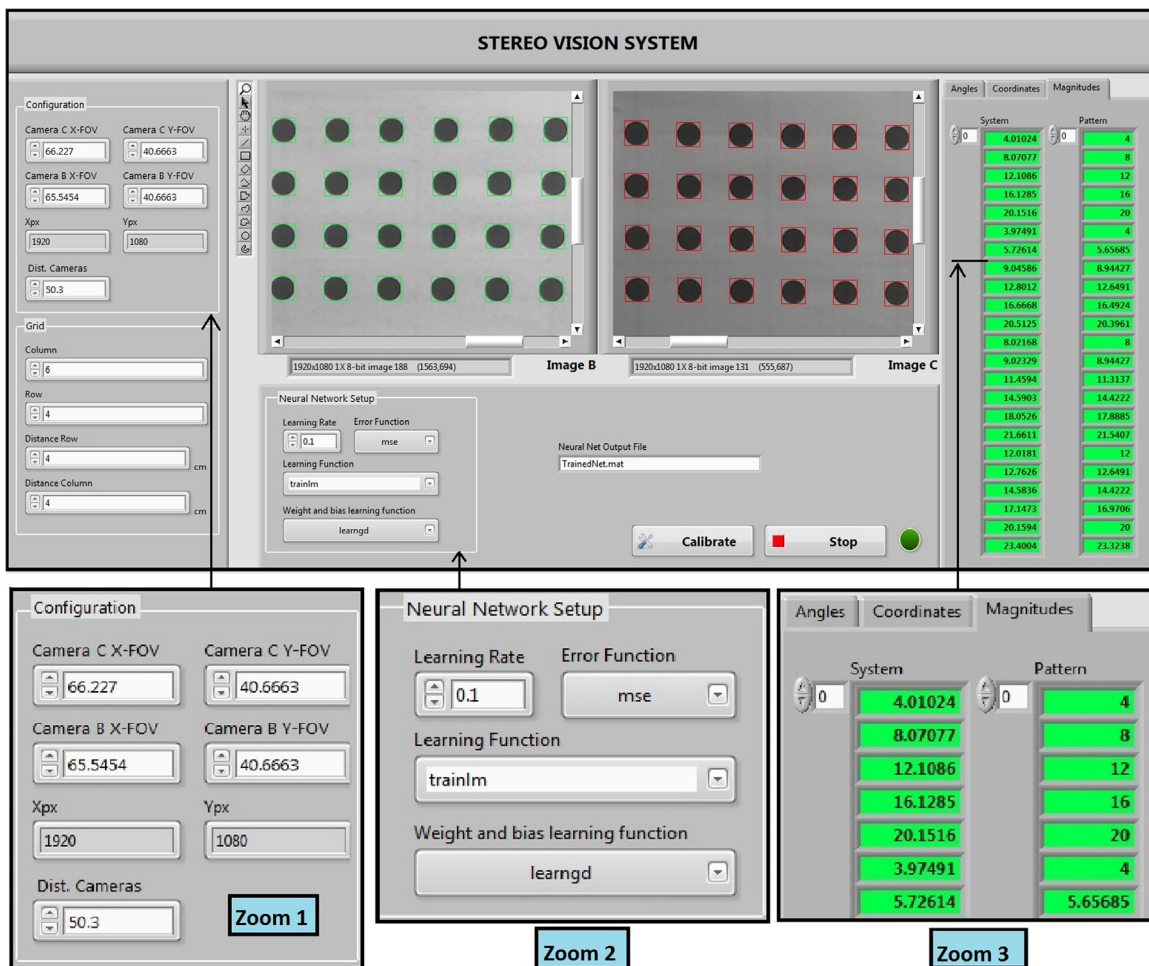 STEREO VISION SYSTEM
Configuration
Camera C X-FOV Camera C Y-FOV
66.227 40.6663
Camera B X-FOV Camera B Y-FOV
65.5454 40.6663
Xpx Ypx
1920 1080
Dist. Cameras
50.3
Grid
Column
6
Row
4
Distance Row
4 cm
Distance Column
4 cm
1920x1080 1X 8-bit image 188 (1563,694) Image B
1920x1080 1X 8-bit image 131 (555,687) Image C
Neural Network Setup
Learning Rate Error Function
0.1 mse
Learning Function
trainlm
Weight and bias learning function
learngd
Neural Net Output File
TrainedNet.mat
Calibrate Stop
Angles Coordinates Magnitudes
System Pattern
0 4.01024 0 4
8.07077 8
12.1086 12
16.1285 16
20.1516 20
3.97491 4
5.72614 5.65685
9.04586 8.94427
12.8012 12.6491
16.6668 16.4924
20.5125 20.3961
8.02168 8
9.02329 8.94427
11.4594 11.3137
14.5903 14.4222
18.0526 17.8885
21.6611 21.5407
12.0181 12
12.7626 12.6491
14.5836 14.4222
17.1473 16.9706
20.1594 20
23.4004 23.3238
Configuration
Camera C X-FOV Camera C Y-FOV
66.227 40.6663
Camera B X-FOV Camera B Y-FOV
65.5454 40.6663
Xpx Ypx
1920 1080
Dist. Cameras
50.3
Zoom 1
Neural Network Setup
Learning Rate Error Function
0.1 mse
Learning Function
trainlm
Weight and bias learning function
learngd
Zoom 2
Angles Coordinates Magnitudes
System Pattern
0 4.01024 0 4
8.07077 8
12.1086 12
16.1285 16
20.1516 20
3.97491 4
5.72614 5.65685
Zoom 3